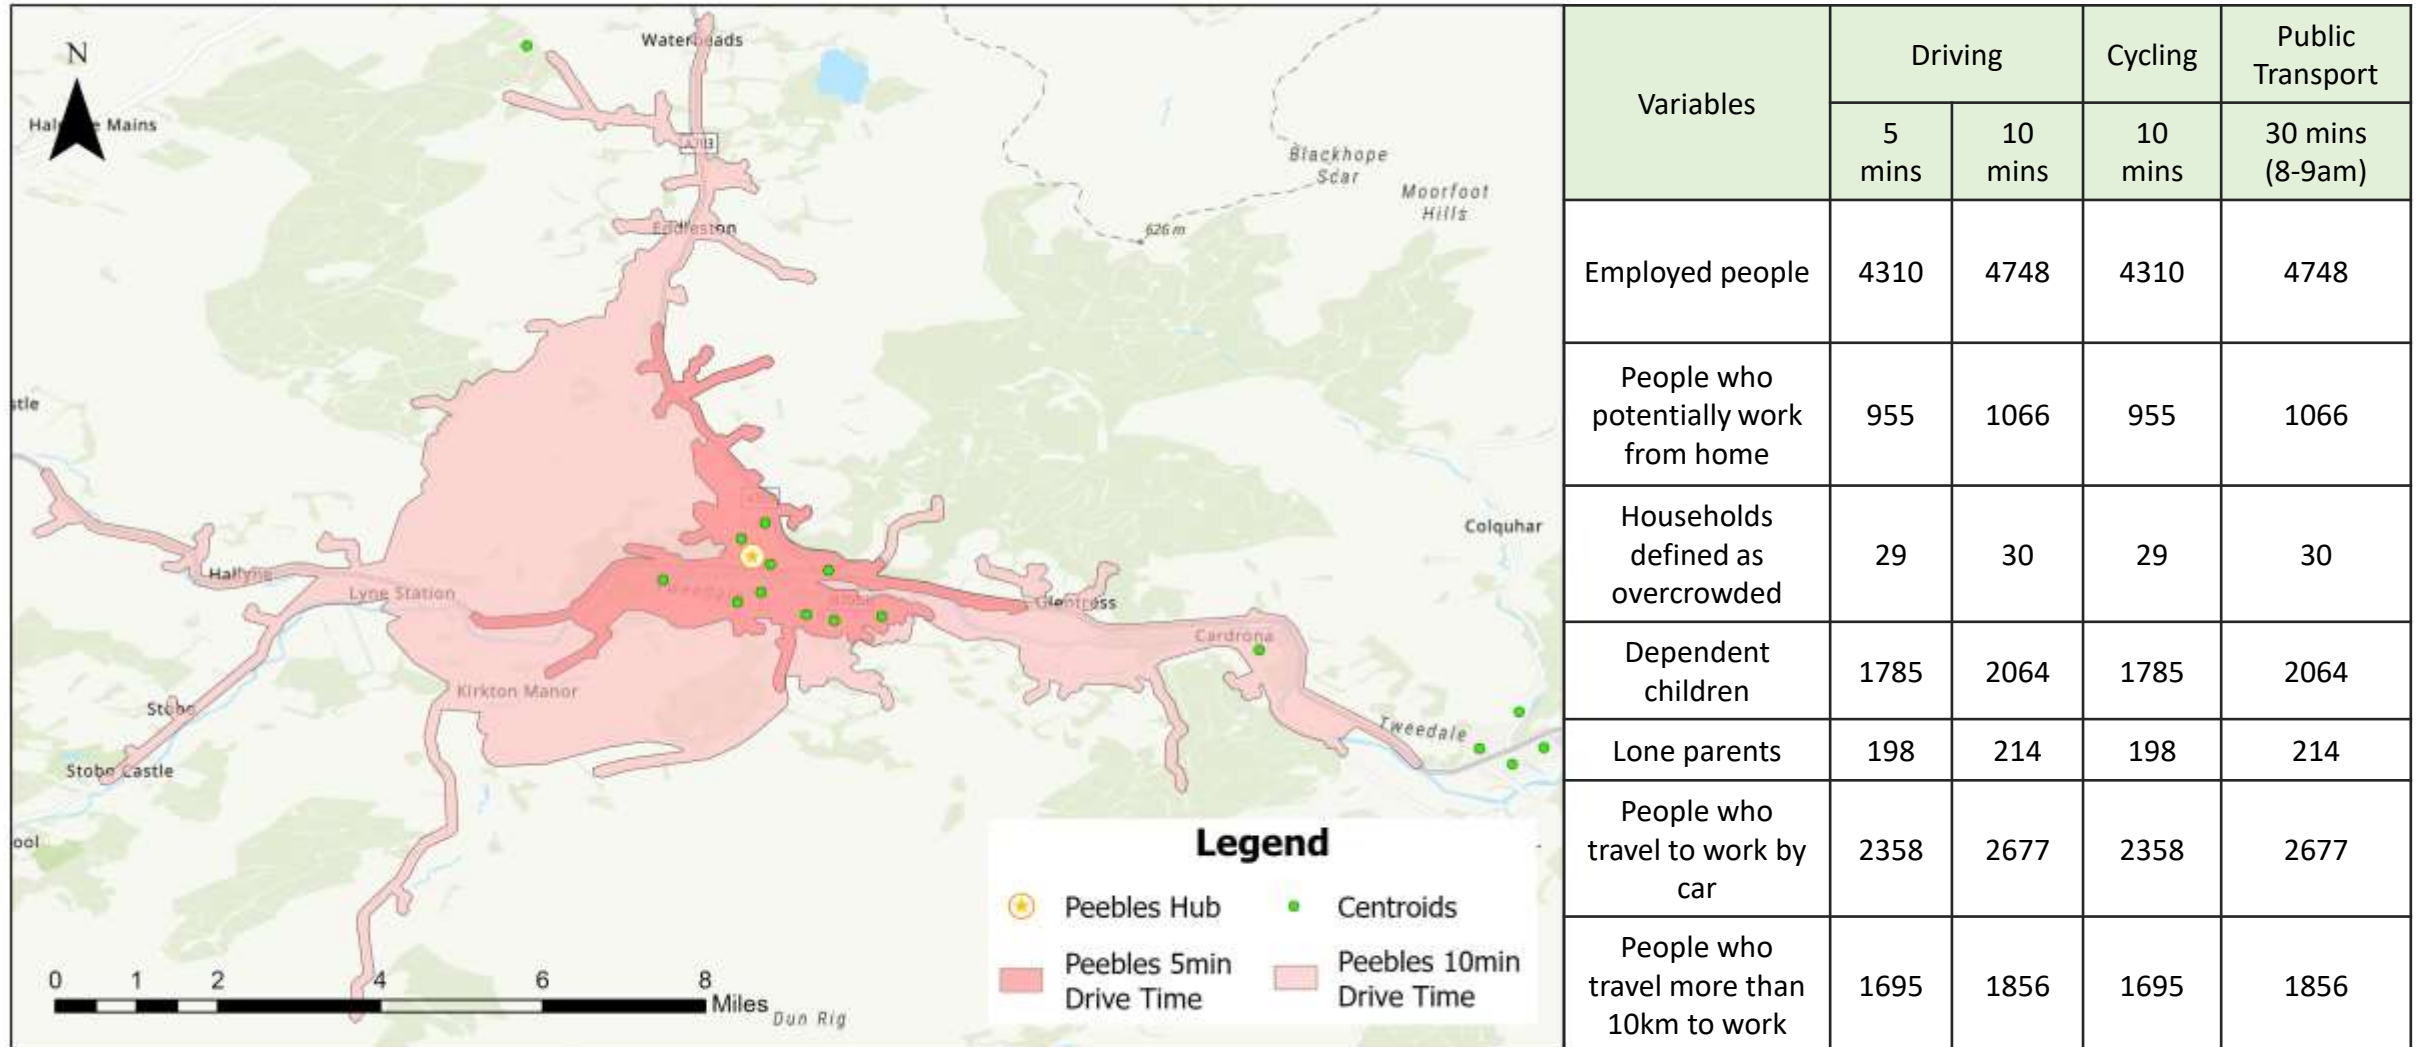 N
Waterheads
Mains
Blackhope
Scar
Moorfoot
Hills
Eddleston
626 m
stle
Colquhar
Hallyne
Lyne Station
Glentress
Cardrona
Kirkton Manor
Stobo
Tweedale
Stobo Castle
ool
Dun Rig
0 1 2 4 6 8
Miles
Legend
Peebles Hub
Centroids
Peebles 5min
Drive Time
Peebles 10min
Drive Time
Variables
Driving
Cycling
Public
Transport
5
mins
10
mins
10
mins
30 mins
(8-9am)
Employed people 4310 4748 4310 4748
People who
potentially work
from home
955 1066 955 1066
Households
defined as
overcrowded
29 30 29 30
Dependent
children
1785 2064 1785 2064
Lone parents 198 214 198 214
People who
travel to work by
car
2358 2677 2358 2677
People who
travel more than
10km to work
1695 1856 1695 1856